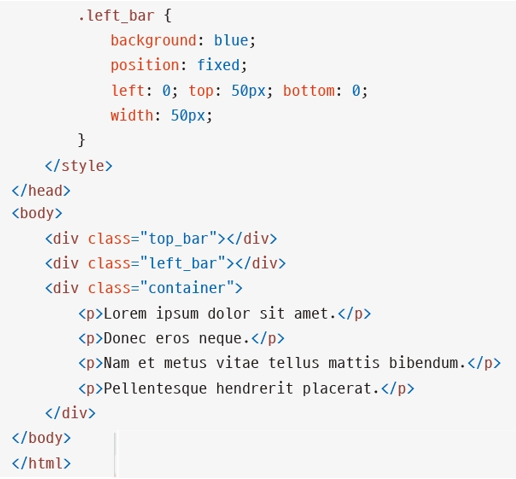 .left_bar {
background: blue;
position: fixed;
left: 0; top: 50px; bottom: 0;
width: 50px;
}
</style>
</head>
<body>
<div class="top_bar"></div>
<div class="left_bar"></div>
<div class="container">
<p>Lorem ipsum dolor sit amet.</p>
<p>Donec eros neque.</p>
<p>Nam et metus vitae tellus mattis bibendum.</p>
<p>Pellentesque hendrerit placerat.</p>
</div>
</body>
</html>